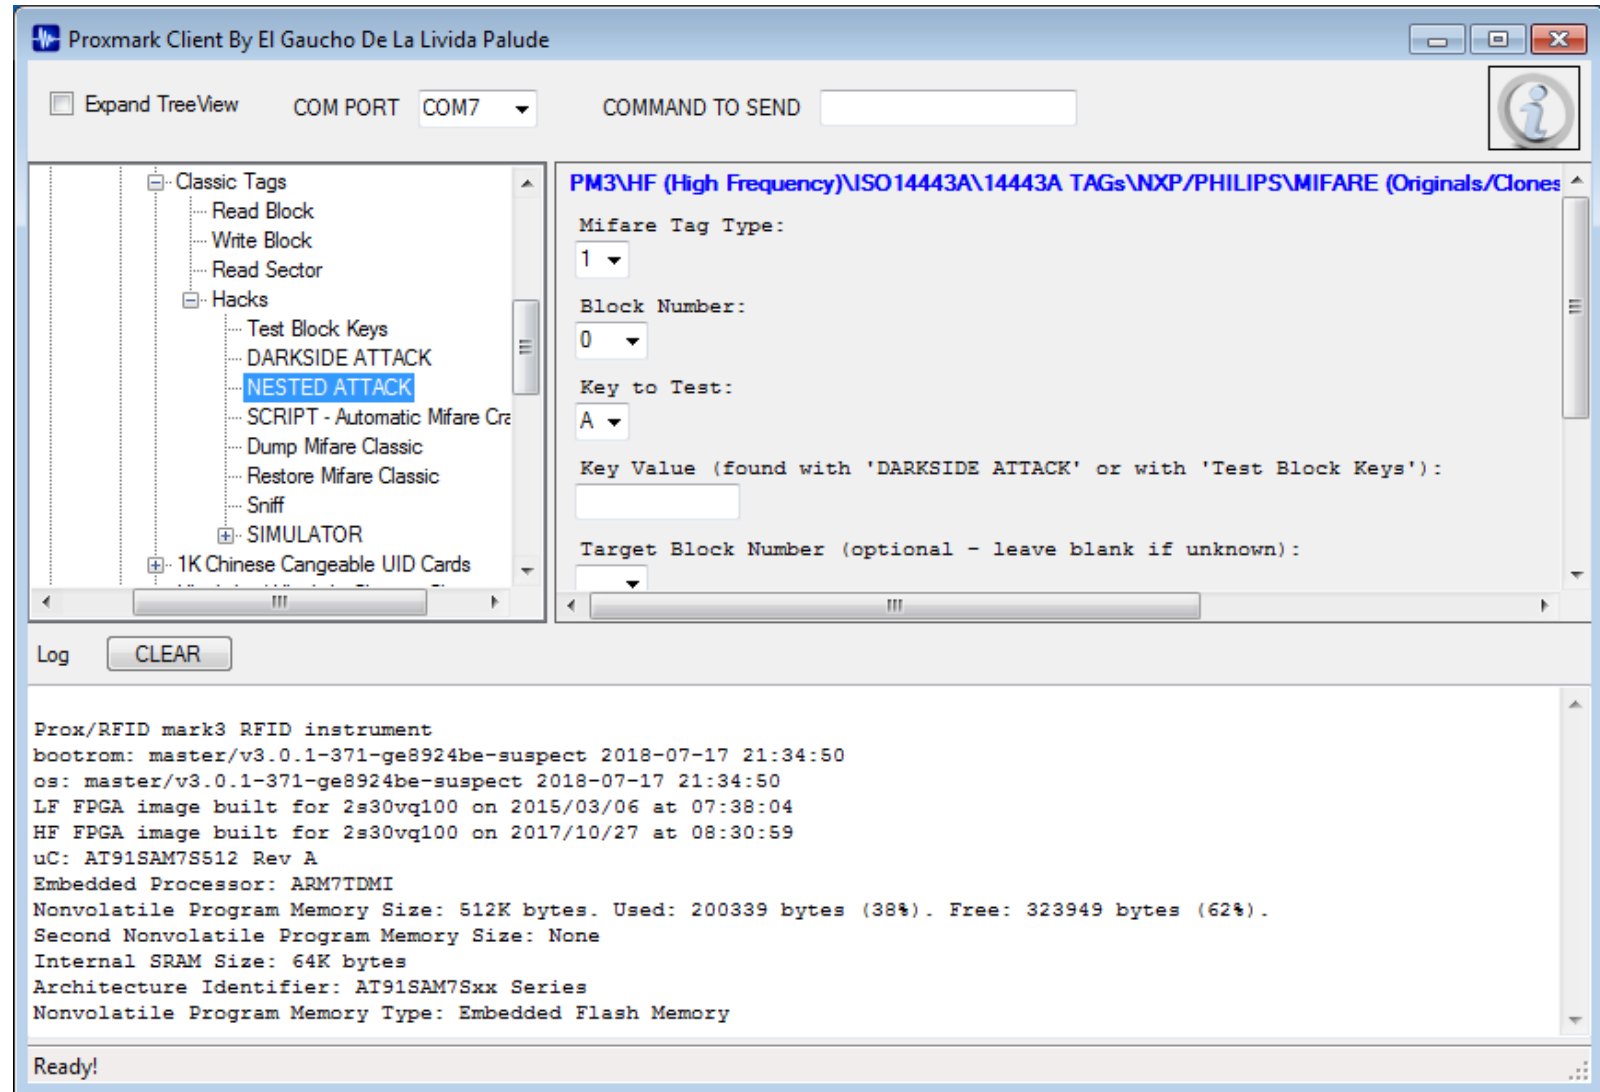 Proxmark Client By El Gaucho De La Livida Palude
Expand TreeView
COM PORT COM7
COMMAND TO SEND
Classic Tags
Read Block
Write Block
Read Sector
Hacks
Test Block Keys
DARKSIDE ATTACK
NESTED ATTACK
SCRIPT - Automatic Mifare Cra
Dump Mifare Classic
Restore Mifare Classic
Sniff
SIMULATOR
1K Chinese Cangeable UID Cards
PM3\HF (High Frequency)\ISO14443A\14443A TAGs\NXP/PHILIPS\MIFARE (Originals/Clones
Mifare Tag Type:
1
Block Number:
0
Key to Test:
A
Key Value (found with 'DARKSIDE ATTACK' or with 'Test Block Keys'):
Target Block Number (optional - leave blank if unknown):
Log CLEAR
Prox/RFID mark3 RFID instrument
bootrom: master/v3.0.1-371-ge8924be-suspect 2018-07-17 21:34:50
os: master/v3.0.1-371-ge8924be-suspect 2018-07-17 21:34:50
LF FPGA image built for 2s30vq100 on 2015/03/06 at 07:38:04
HF FPGA image built for 2s30vq100 on 2017/10/27 at 08:30:59
uC: AT91SAM7S512 Rev A
Embedded Processor: ARM7TDMI
Nonvolatile Program Memory Size: 512K bytes. Used: 200339 bytes (38%). Free: 323949 bytes (62%).
Second Nonvolatile Program Memory Size: None
Internal SRAM Size: 64K bytes
Architecture Identifier: AT91SAM7Sxx Series
Nonvolatile Program Memory Type: Embedded Flash Memory
Ready!